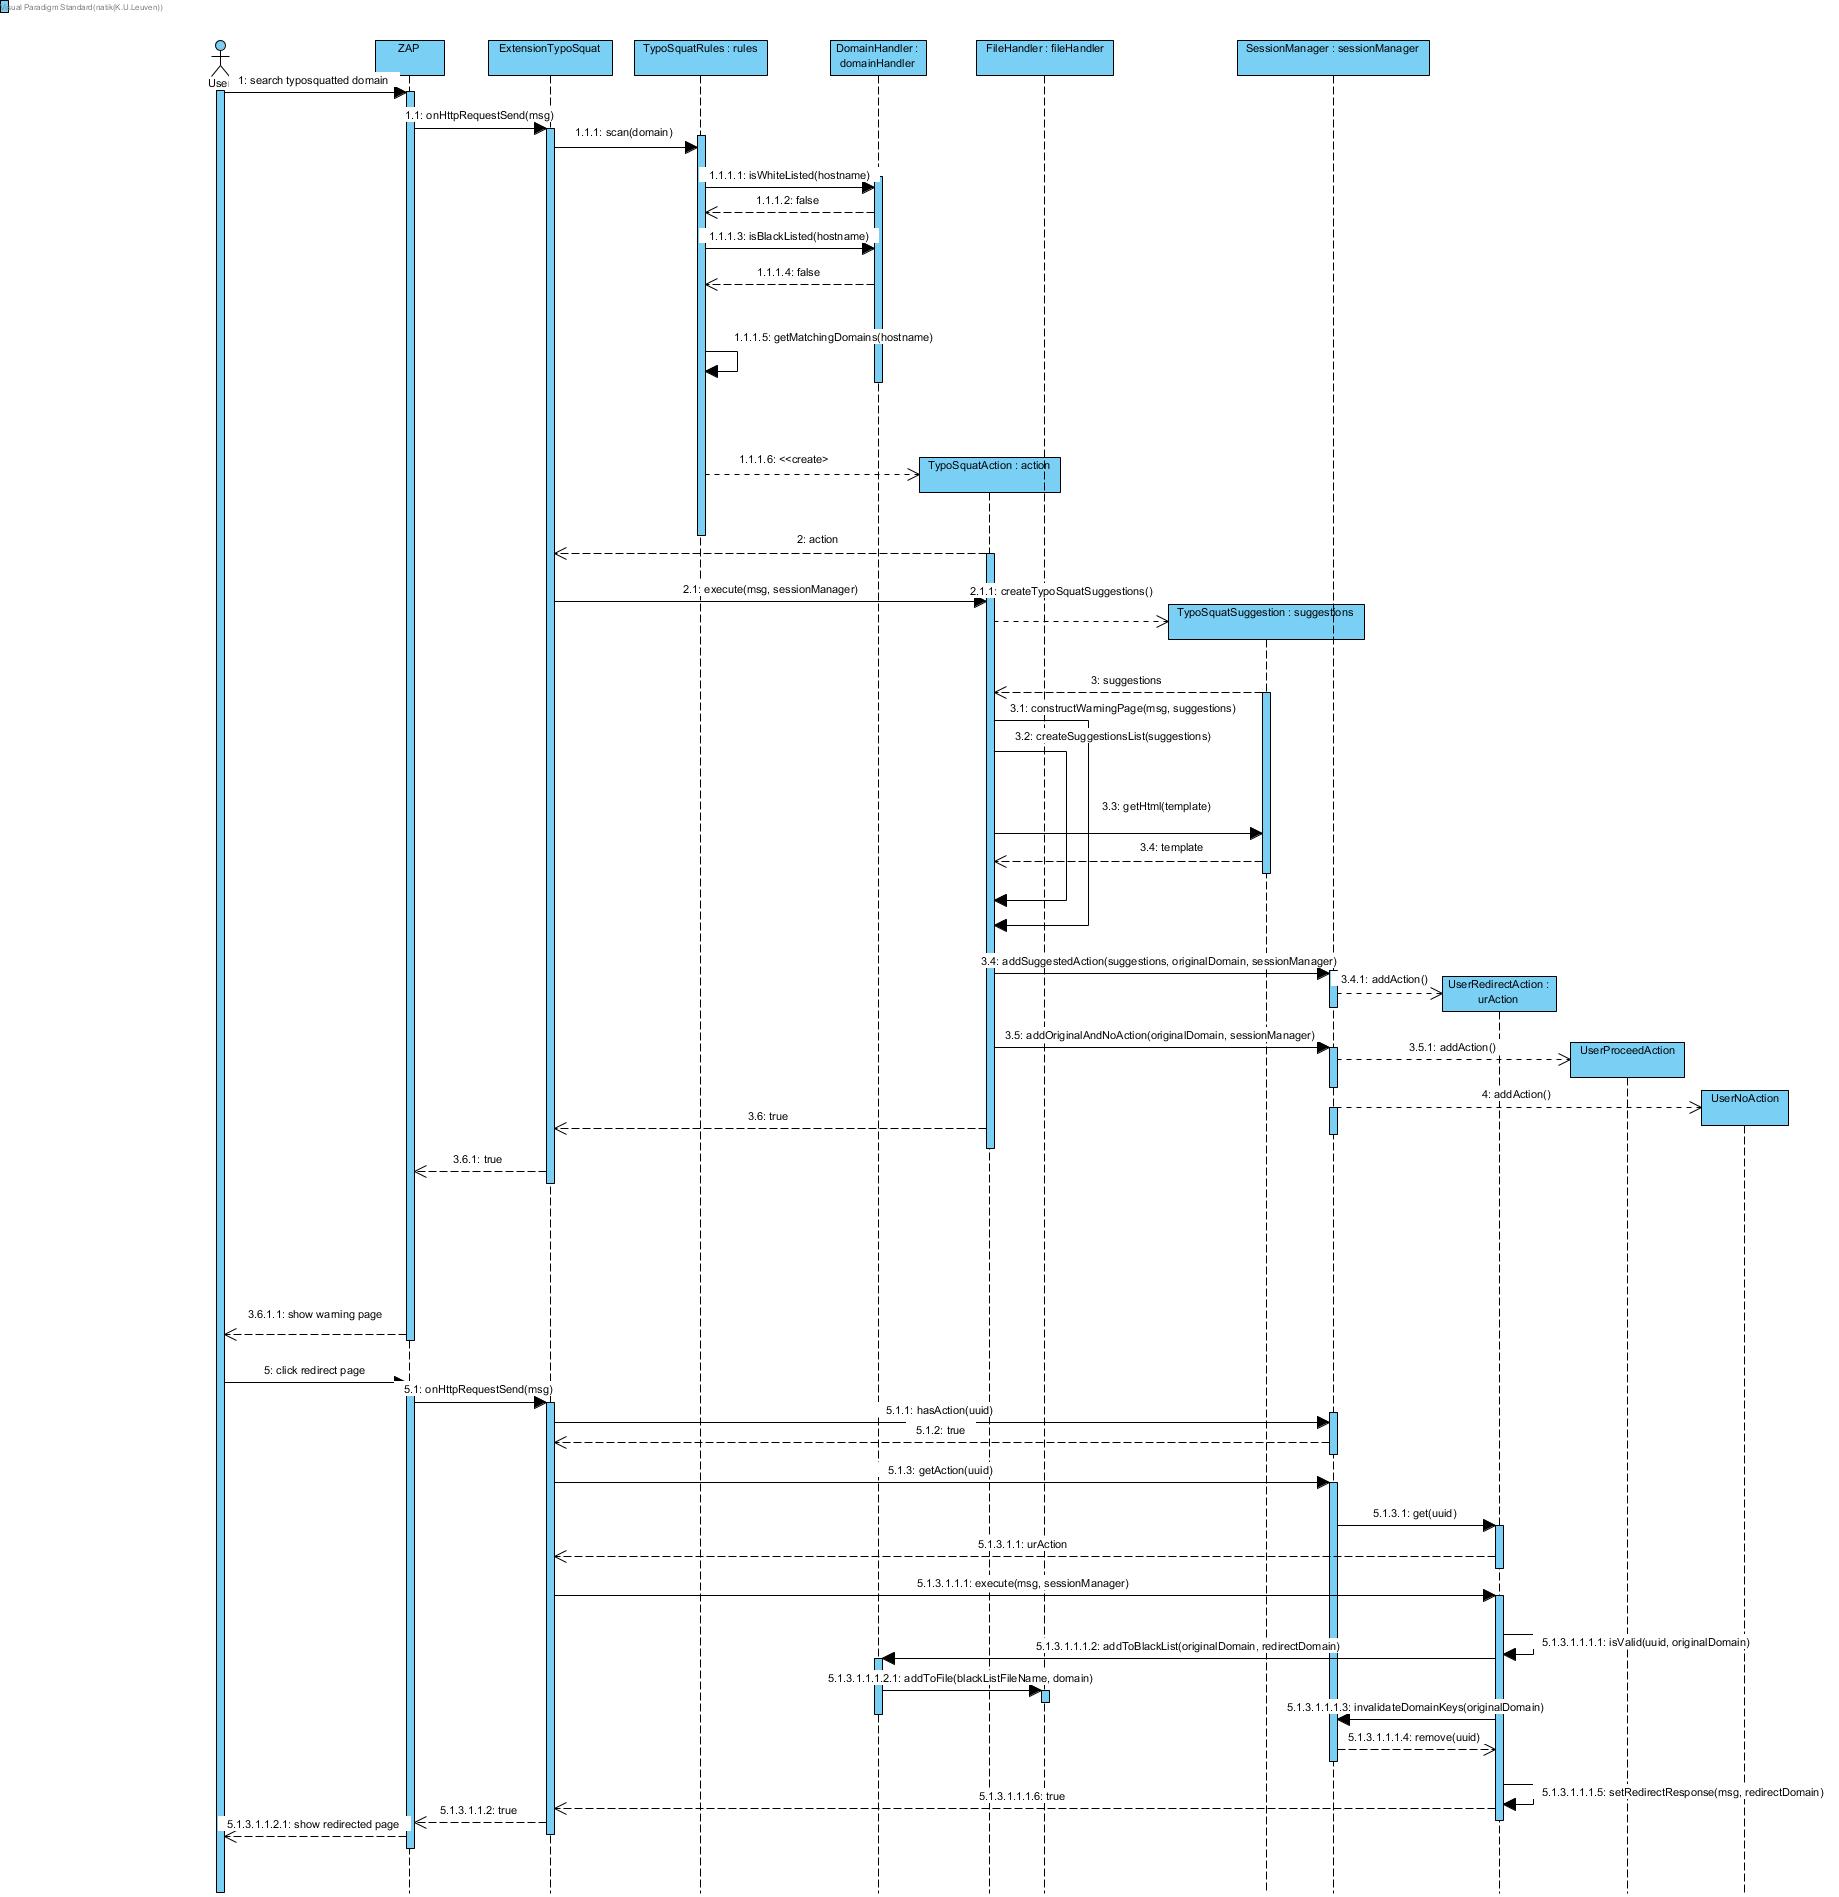 Visual Paradigm Standard(natik(K.U.Leuven))
ZAP
ExtensionTypoSquat
TypoSquatRules : rules
DomainHandler :
domainHandler
FileHandler : fileHandler
SessionManager : sessionManager
User
1: search typosquatted domain
1.1: onHttpRequestSend(msg)
1.1.1: scan(domain)
1.1.1.1: isWhiteListed(hostname)
1.1.1.2: false
1.1.1.3: isBlackListed(hostname)
1.1.1.4: false
1.1.1.5: getMatchingDomains(hostname)
1.1.1.6: <<create>
TypoSquatAction : action
2: action
2.1: execute(msg, sessionManager)
2.1.1: createTypoSquatSuggestions()
TypoSquatSuggestion : suggestions
3: suggestions
3.1: constructWarningPage(msg, suggestions)
3.2: createSuggestionsList(suggestions)
3.3: getHtml(template)
3.4: template
3.4: addSuggestedAction(suggestions, originalDomain, sessionManager)
3.4.1: addAction()
UserRedirectAction :
urAction
3.5: addOriginalAndNoAction(originalDomain, sessionManager)
3.5.1: addAction()
UserProceedAction
4: addAction()
UserNoAction
3.6: true
3.6.1: true
3.6.1.1: show warning page
5: click redirect page
5.1: onHttpRequestSend(msg)
5.1.1: hasAction(uuid)
5.1.2: true
5.1.3: getAction(uuid)
5.1.3.1: get(uuid)
5.1.3.1.1: urAction
5.1.3.1.1.1: execute(msg, sessionManager)
5.1.3.1.1.1.1: isValid(uuid, originalDomain)
5.1.3.1.1.1.2: addToBlackList(originalDomain, redirectDomain)
5.1.3.1.1.1.2.1: addToFile(blackListFileName, domain)
5.1.3.1.1.1.3: invalidateDomainKeys(originalDomain)
5.1.3.1.1.1.4: remove(uuid)
5.1.3.1.1.1.5: setRedirectResponse(msg, redirectDomain)
5.1.3.1.1.1.6: true
5.1.3.1.1.2: true
5.1.3.1.1.2.1: show redirected page